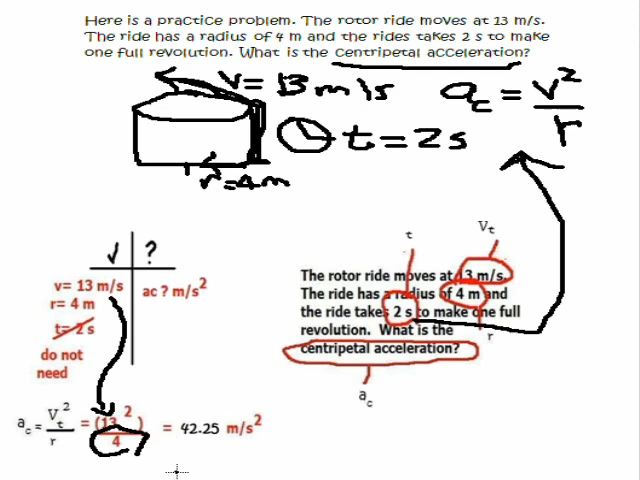 Here is a practice problem. The rotor ride moves at 13 m/s.
The ride has a radius of 4 m and the rides takes 2 s to make
one full revolution. What is the centripetal acceleration?
v= 13 m/s
ac = v²
r
t=2s
r=4m
✓ ?
v= 13 m/s
r= 4 m
t= 2 s
do not
need
ac ? m/s²
t
Vt
The rotor ride moves at 13 m/s.
The ride has a radius of 4 m and
the ride takes 2 s to make one full
revolution. What is the
centripetal acceleration?
r
ac
ac = Vt² = (13²) = 42.25 m/s²
r 4